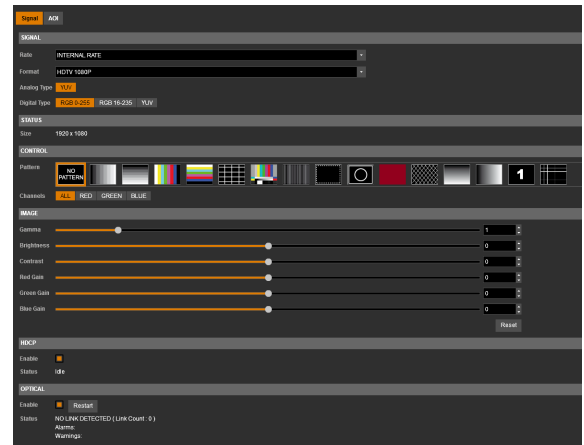 Signal AOI
SIGNAL
Rate INTERNAL RATE
Format HDTV 1080P
Analog Type YUV
Digital Type RGB 0-255 RGB 16-235 YUV
STATUS
Size 1920 x 1080
CONTROL
Pattern NO PATTERN 1
Channels ALL RED GREEN BLUE
IMAGE
Gamma 1
Brightness 0
Contrast 0
Red Gain 0
Green Gain 0
Blue Gain 0
Reset
HDCP
Enable
Status Idle
OPTICAL
Enable Restart
Status NO LINK DETECTED ( Link Count : 0 )
Alarms:
Warnings: